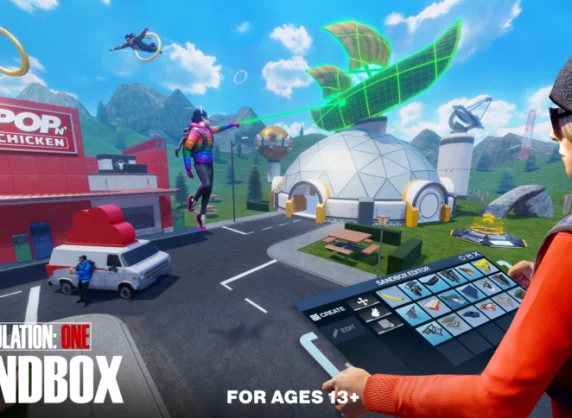 POP N'
CHICKEN
SANDBOX EDITOR
CREATE
EDIT
ULATION: ONE
NDBOX
FOR AGES 13+